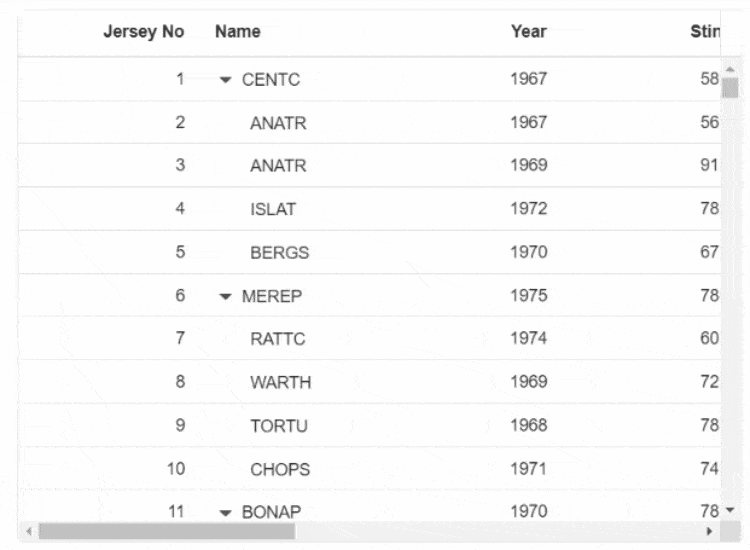 Jersey No Name Year Stin
1 CENTC 1967 58
2 ANATR 1967 56
3 ANATR 1969 91
4 ISLAT 1972 78
5 BERGS 1970 67
6 MEREP 1975 78
7 RATTC 1974 60
8 WARTH 1969 72
9 TORTU 1968 78
10 CHOPS 1971 74
11 BONAP 1970 78